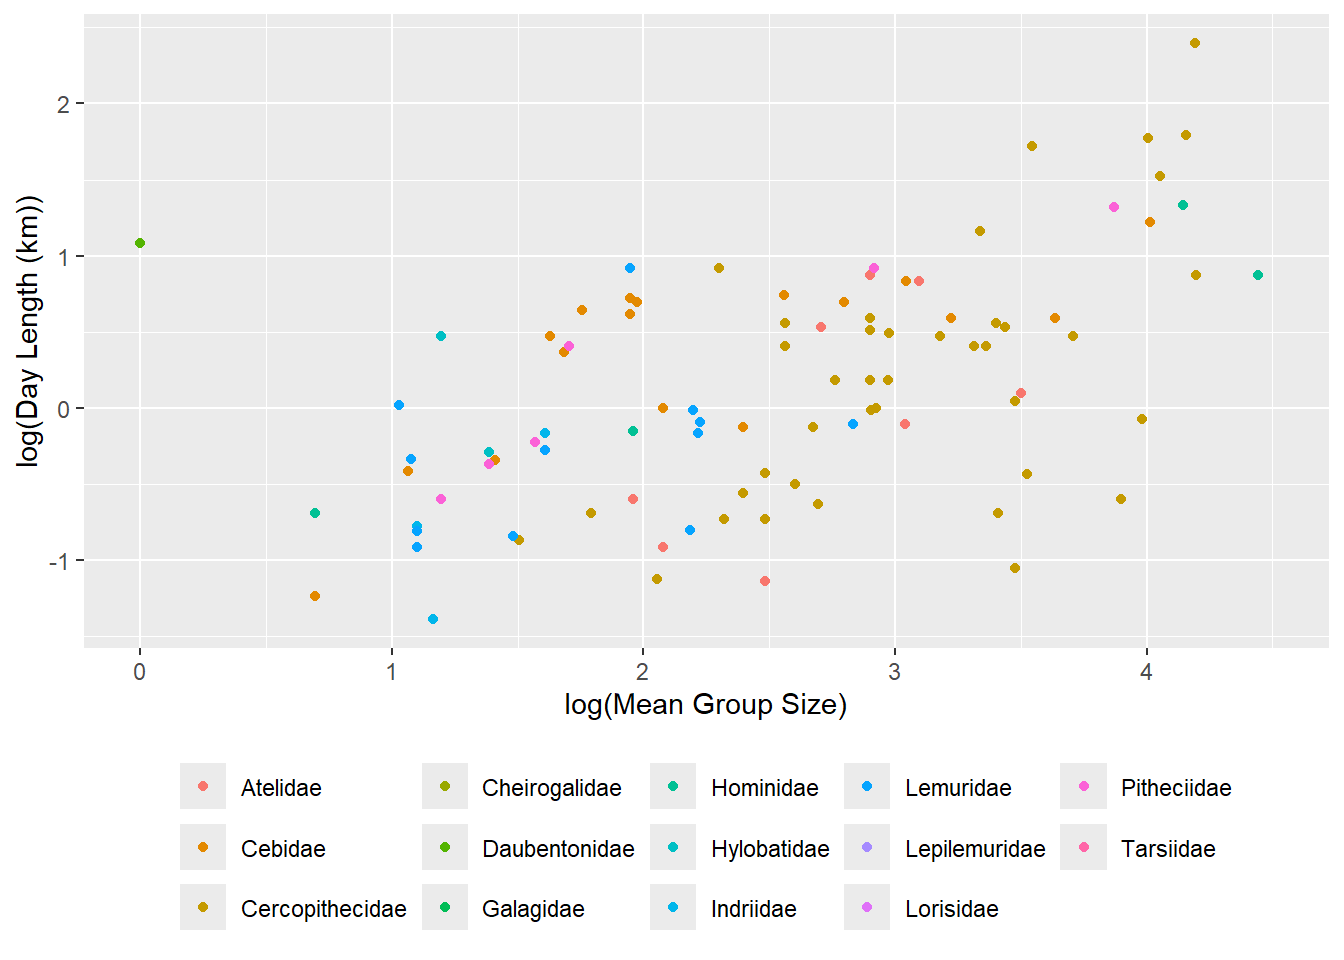 log(Day Length (km))
2
1
0
-1
0 1 2 3 4
log(Mean Group Size)
Atelidae Cheirogalidae Hominidae Lemuridae Pitheciidae
Cebidae Daubentonidae Hylobatidae Lepilemuridae Tarsiidae
Cercopithecidae Galagidae Indriidae Lorisidae